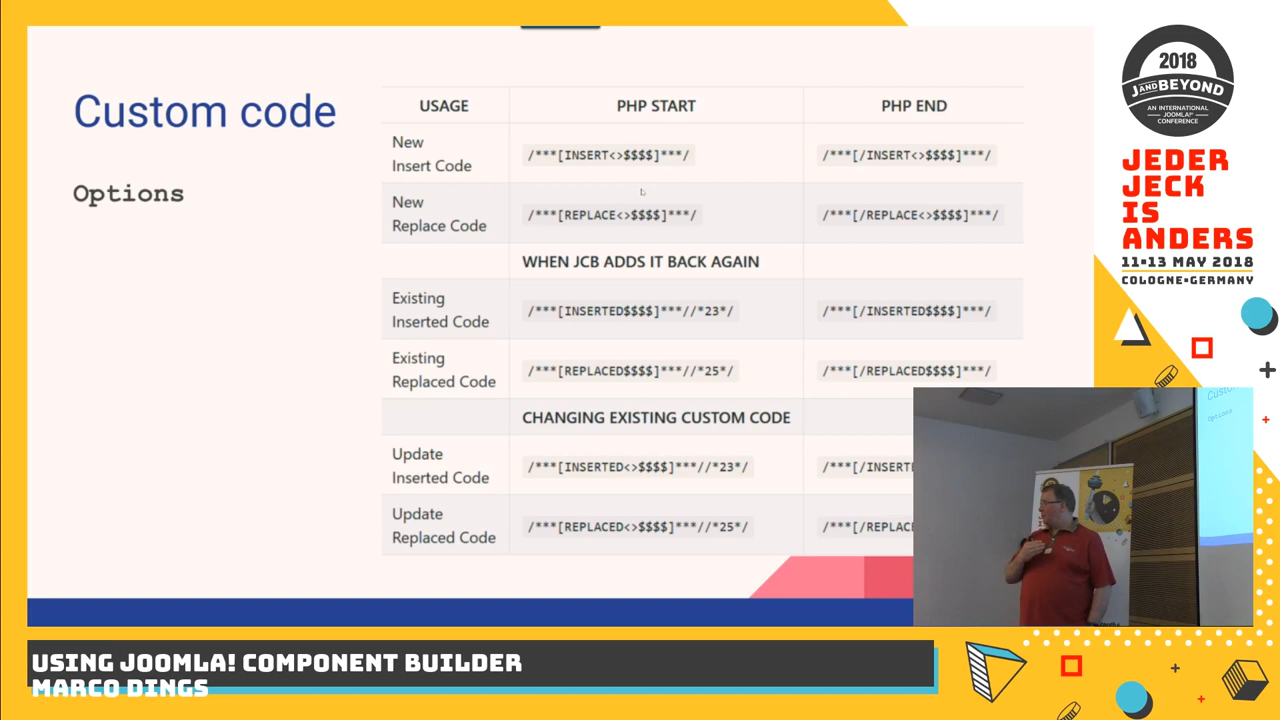 Custom code
Options
USAGE PHP START PHP END
New
Insert Code
/***[INSERT<>$$$$]***/ /***[/INSERT<>$$$$]***/
New
Replace Code
/***[REPLACE<>$$$$]***/ /***[/REPLACE<>$$$$]***/
WHEN JCB ADDS IT BACK AGAIN
Existing
Inserted Code
/***[INSERTED$$$$]***//*23*/ /***[/INSERTED$$$$]***/
Existing
Replaced Code
/***[REPLACED$$$$]***//*25*/ /***[/REPLACED$$$$]***/
CHANGING EXISTING CUSTOM CODE
Update
Inserted Code
/***[INSERTED<>$$$$]***//*23*/ /***[/INSERTE
Update
Replaced Code
/***[REPLACED<>$$$$]***//*25*/ /***[/REPLACE
2018
J AND BEYOND
AN INTERNATIONAL
JOOMLA!® CONFERENCE
JEDER
JECK
IS
ANDERS
11-13 MAY 2018
COLOGNE-GERMANY
Options
USING JOOMLA! COMPONENT BUILDER
MARCO DINGS